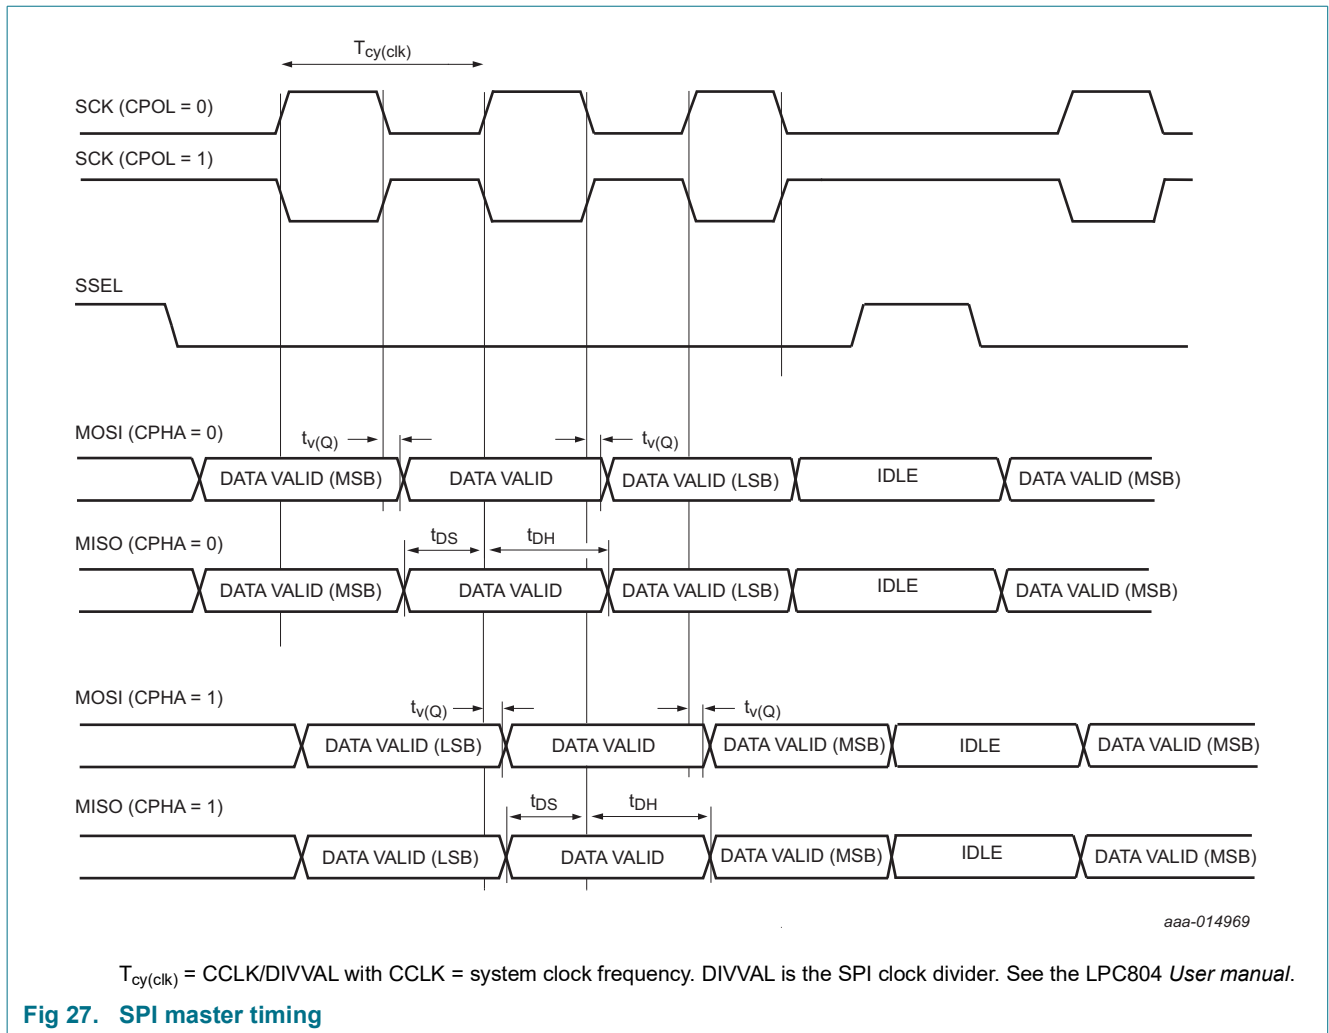 Tcy(clk)
SCK (CPOL = 0)
SCK (CPOL = 1)
SSEL
MOSI (CPHA = 0)
tv(Q) tv(Q)
DATA VALID (MSB) DATA VALID DATA VALID (LSB) IDLE DATA VALID (MSB)
tDS tDH
MISO (CPHA = 0)
DATA VALID (MSB) DATA VALID DATA VALID (LSB) IDLE DATA VALID (MSB)
MOSI (CPHA = 1)
tv(Q) tv(Q)
DATA VALID (LSB) DATA VALID DATA VALID (MSB) IDLE DATA VALID (MSB)
MISO (CPHA = 1)
tDS tDH
DATA VALID (LSB) DATA VALID DATA VALID (MSB) IDLE DATA VALID (MSB)
aaa-014969
Tcy(clk) = CCLK/DIVVAL with CCLK = system clock frequency. DIVVAL is the SPI clock divider. See the LPC804 User manual.
Fig 27. SPI master timing